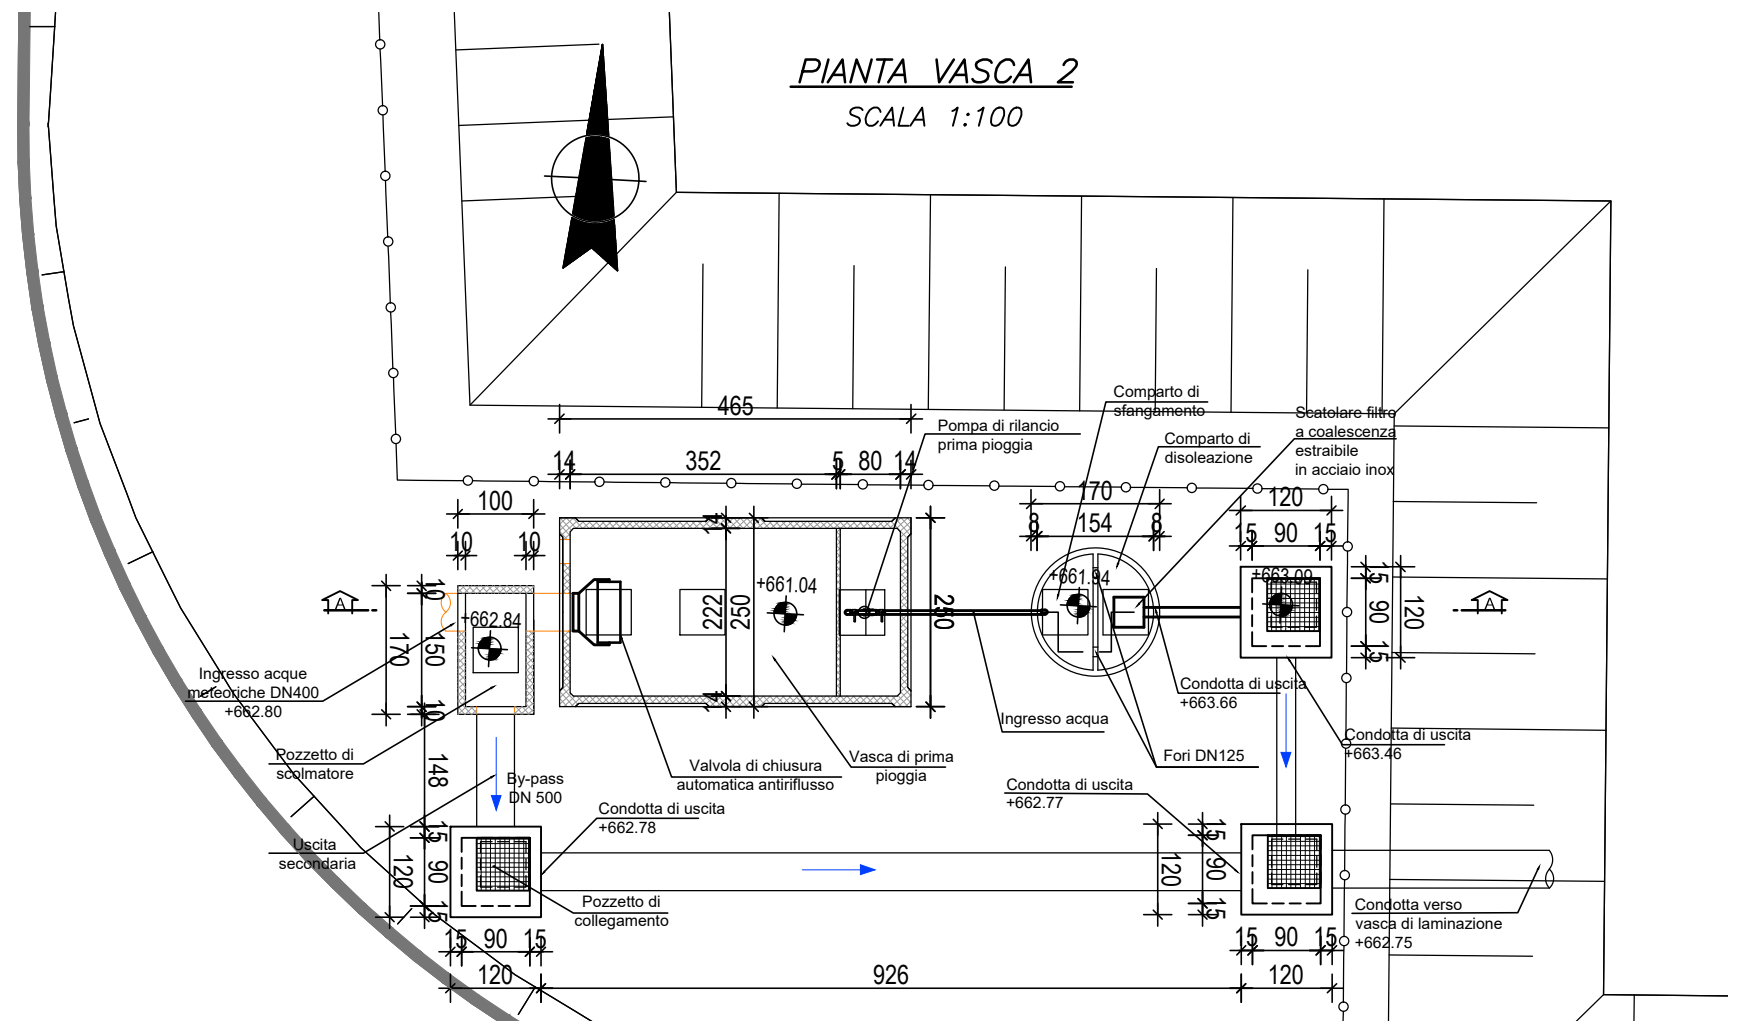 PIANTA VASCA 2
SCALA 1:100
Comparto di
sfangamento
465
Scatolare filtro
a coalescenza
estraibile
in acciaio inox
Pompa di rilancio
prima pioggia
Comparto di
disoleazione
14
352
5
80
14
170
120
100
8
154
8
15
90
15
10
10
14
+661.04
+661.94
+663.09
10
15
A
+662.84
222
250
250
90
120
A
170
150
15
Ingresso acque
meteoriche DN400
+662.80
10
14
Condotta di uscita
+663.66
Ingresso acqua
Condotta di uscita
+663.46
Pozzetto di
scolmatore
148
By-pass
DN 500
Valvola di chiusura
automatica antiriflusso
Vasca di prima
pioggia
Fori DN125
Condotta di uscita
+662.77
Condotta di uscita
+662.78
Uscita
secondaria
15
120
90
15
15
120
90
15
Pozzetto di
collegamento
Condotta verso
vasca di laminazione
+662.75
15
90
15
15
90
15
120
926
120